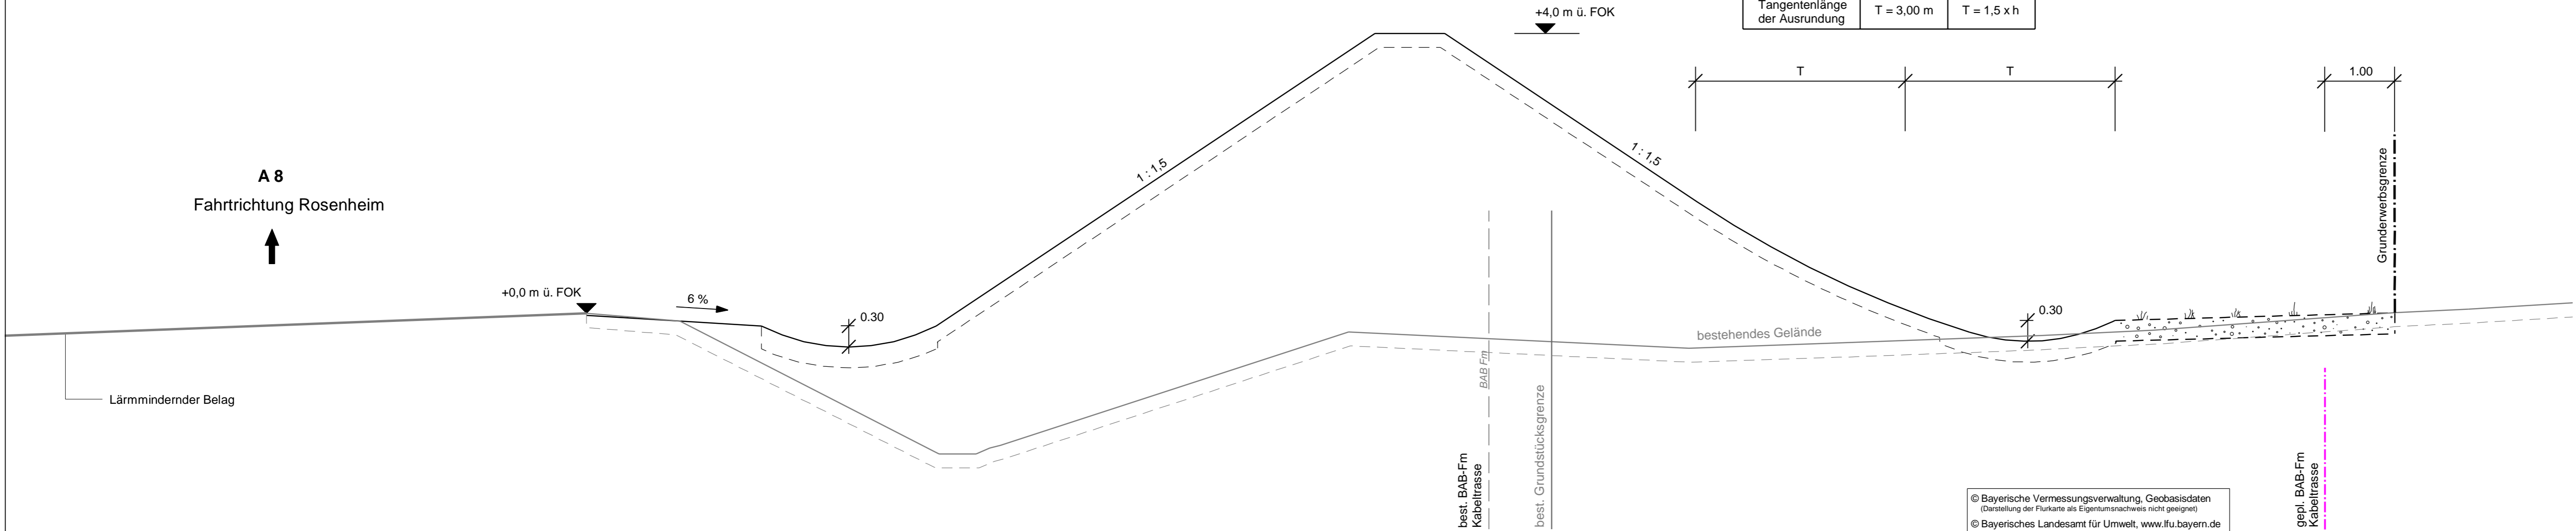 +4,0 m ü. FOK
Tangentenlänge
der Ausrundung
T = 3,00 m
T = 1,5 x h
T
T
1.00
A 8
Fahrtrichtung Rosenheim
1 : 1,5
1 : 1,5
Grunderwerbsgrenze
+0,0 m ü. FOK
6 %
0.30
0.30
bestehendes Gelände
BAB Fm
Lärmmindernder Belag
best. BAB-Fm
Kabeltrasse
best. Grundstücksgrenze
gepl. BAB-Fm
Kabeltrasse
© Bayerische Vermessungsverwaltung, Geobasisdaten
(Darstellung der Flurkarte als Eigentumsnachweis nicht geeignet)
© Bayerisches Landesamt für Umwelt, www.lfu.bayern.de